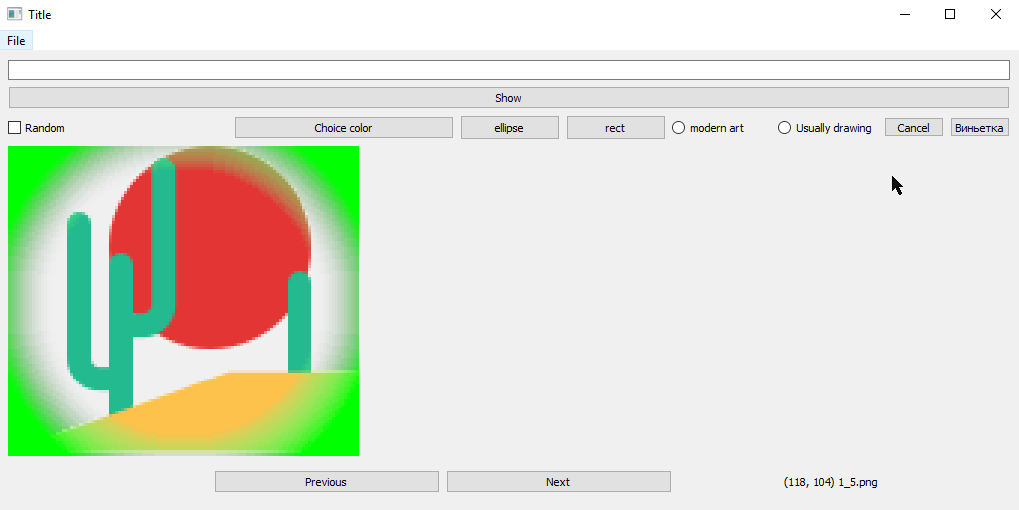 Title
File
Show
Random
Choice color
ellipse
rect
modern art
Usually drawing
Cancel
Виньетка
Previous
Next
(118, 104) 1_5.png